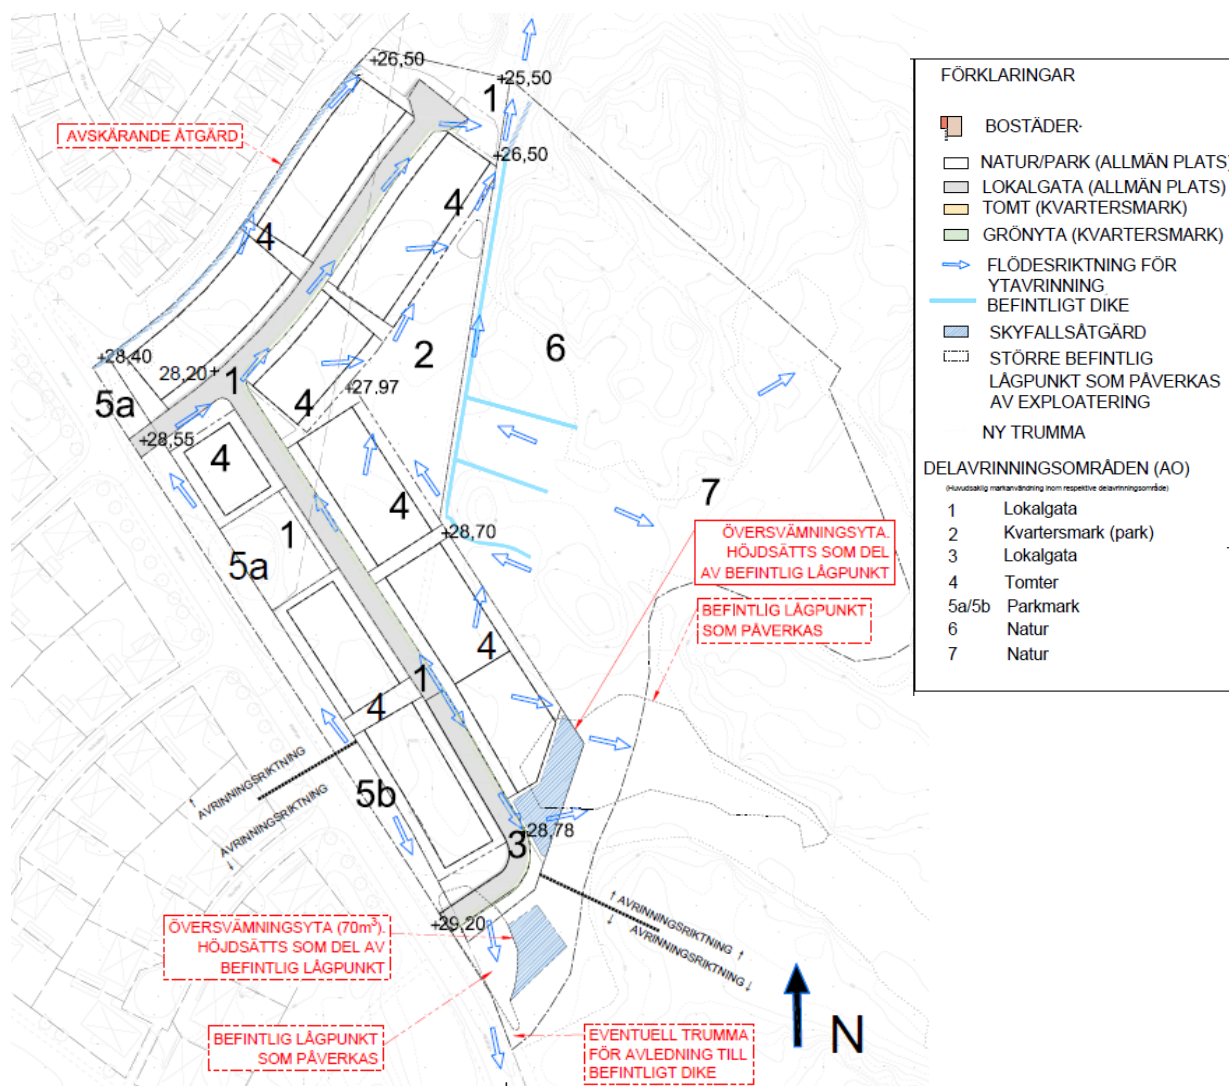 +26,50
+25,50
1
AVSKÄRANDE ÅTGÄRD
+26,50
4
4
2
6
+28,40
28,20+
1
+27,97
5a
4
+28,55
4
7
4
1
+28,70
5a
ÖVERSVÄMNINGSYTA.
HÖJDSÄTTS SOM DEL
AV BEFINTLIG LÅGPUNKT
BEFINTLIG LÅGPUNKT
SOM PÅVERKAS
4
1
4
AVRINNINGSRIKTNING
AVRINNINGSRIKTNING
5b
+28,78
3
↑ AVRINNINGSRIKTNING ↑
↓ AVRINNINGSRIKTNING ↓
+29,20
ÖVERSVÄMNINGSYTA (70m³).
HÖJDSÄTTS SOM DEL AV
BEFINTLIG LÅGPUNKT
BEFINTLIG LÅGPUNKT
SOM PÅVERKAS
EVENTUELL TRUMMA
FÖR AVLEDNING TILL
BEFINTLIGT DIKE
N
FÖRKLARINGAR
BOSTÄDER
NATUR/PARK (ALLMÄN PLATS)
LOKALGATA (ALLMÄN PLATS)
TOMT (KVARTERSMARK)
GRÖNYTA (KVARTERSMARK)
FLÖDESRIKTNING FÖR
YTAVRINNING
BEFINTLIGT DIKE
SKYFALLSÅTGÄRD
STÖRRE BEFINTLIG
LÅGPUNKT SOM PÅVERKAS
AV EXPLOATERING
NY TRUMMA
DELAVRINNINGSOMRÅDEN (AO)
(Huvudsaklig markanvändning inom respektive delavrinningsområde)
1 Lokalgata
2 Kvartersmark (park)
3 Lokalgata
4 Tomter
5a/5b Parkmark
6 Natur
7 Natur